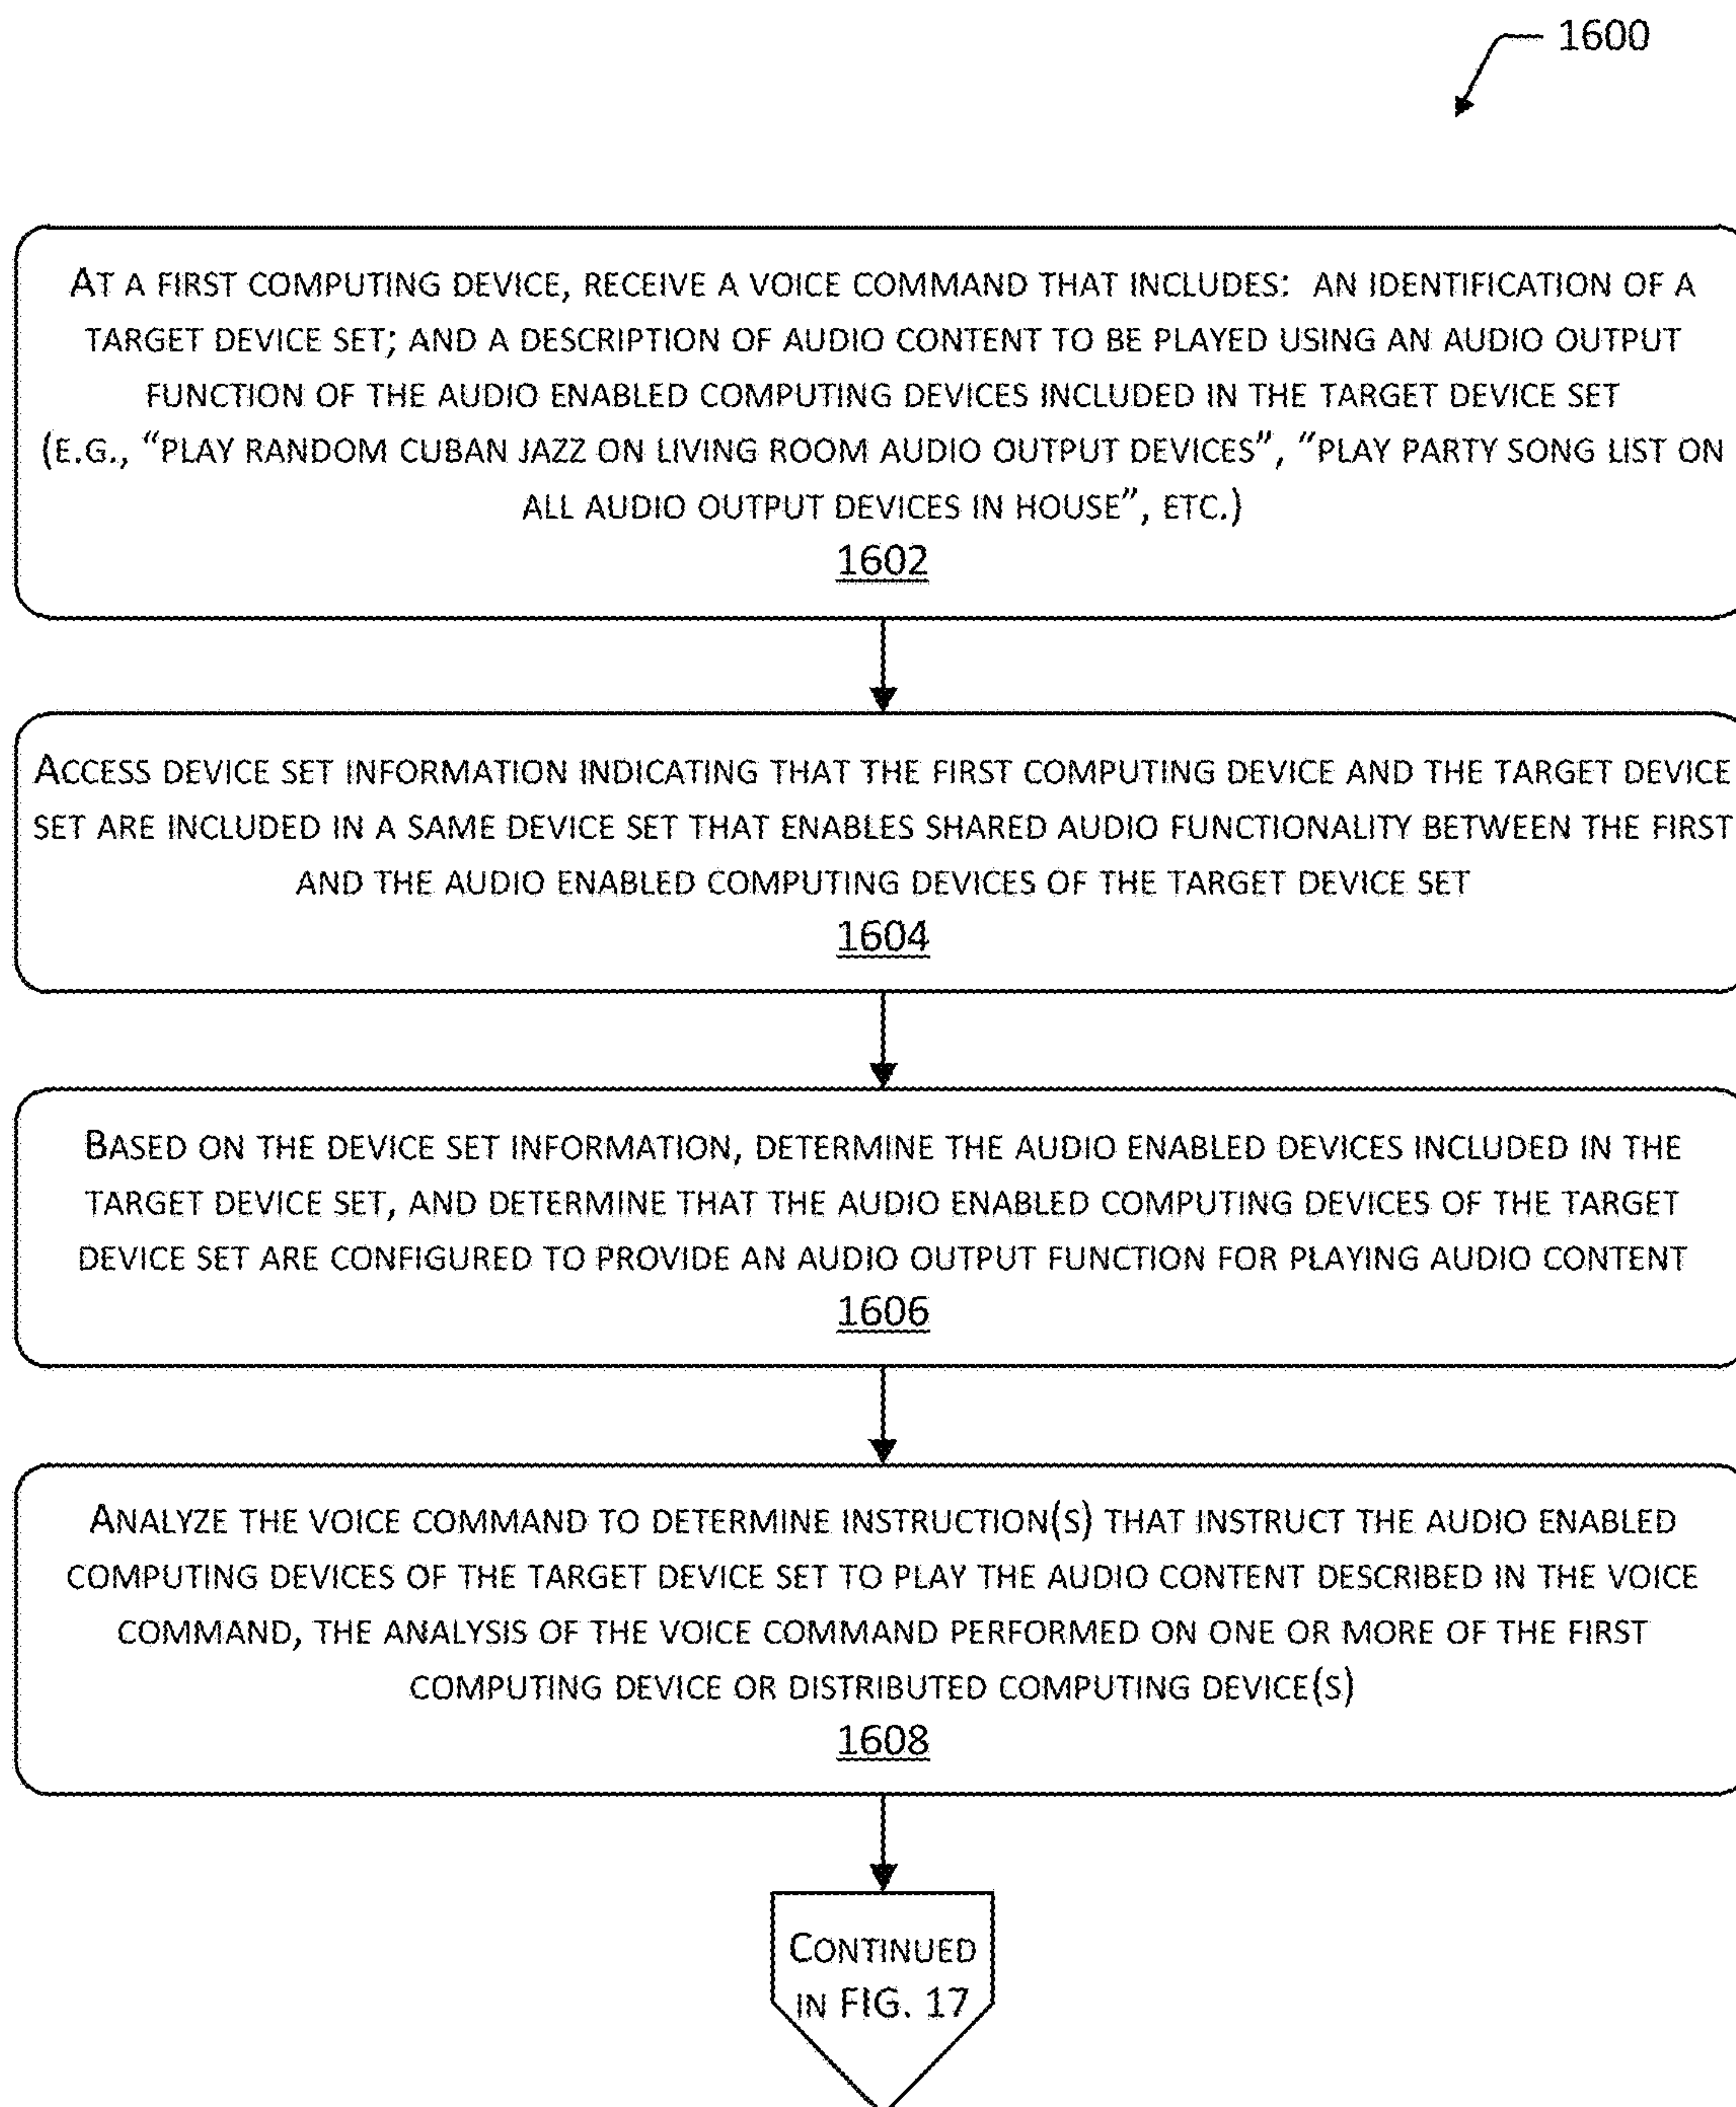 1600
AT A FIRST COMPUTING DEVICE, RECEIVE A VOICE COMMAND THAT INCLUDES: AN IDENTIFICATION OF A
TARGET DEVICE SET; AND A DESCRIPTION OF AUDIO CONTENT TO BE PLAYED USING AN AUDIO OUTPUT
FUNCTION OF THE AUDIO ENABLED COMPUTING DEVICES INCLUDED IN THE TARGET DEVICE SET
(E.G., “PLAY RANDOM CUBAN JAZZ ON LIVING ROOM AUDIO OUTPUT DEVICES”, “PLAY PARTY SONG LIST ON
ALL AUDIO OUTPUT DEVICES IN HOUSE”, ETC.)
1602
ACCESS DEVICE SET INFORMATION INDICATING THAT THE FIRST COMPUTING DEVICE AND THE TARGET DEVICE
SET ARE INCLUDED IN A SAME DEVICE SET THAT ENABLES SHARED AUDIO FUNCTIONALITY BETWEEN THE FIRST
AND THE AUDIO ENABLED COMPUTING DEVICES OF THE TARGET DEVICE SET
1604
BASED ON THE DEVICE SET INFORMATION, DETERMINE THE AUDIO ENABLED DEVICES INCLUDED IN THE
TARGET DEVICE SET, AND DETERMINE THAT THE AUDIO ENABLED COMPUTING DEVICES OF THE TARGET
DEVICE SET ARE CONFIGURED TO PROVIDE AN AUDIO OUTPUT FUNCTION FOR PLAYING AUDIO CONTENT
1606
ANALYZE THE VOICE COMMAND TO DETERMINE INSTRUCTION(S) THAT INSTRUCT THE AUDIO ENABLED
COMPUTING DEVICES OF THE TARGET DEVICE SET TO PLAY THE AUDIO CONTENT DESCRIBED IN THE VOICE
COMMAND, THE ANALYSIS OF THE VOICE COMMAND PERFORMED ON ONE OR MORE OF THE FIRST
COMPUTING DEVICE OR DISTRIBUTED COMPUTING DEVICE(S)
1608
CONTINUED
IN FIG. 17